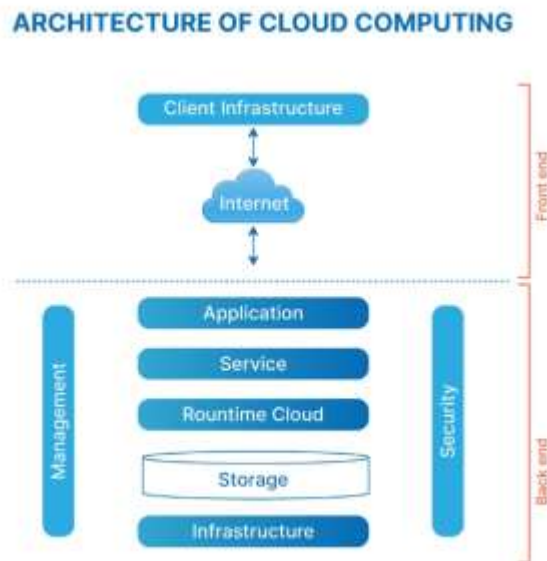 ARCHITECTURE OF CLOUD COMPUTING
Client Infrastructure
Internet
Front end
Application
Service
Rountime Cloud
Storage
Infrastructure
Management
Security
Back end